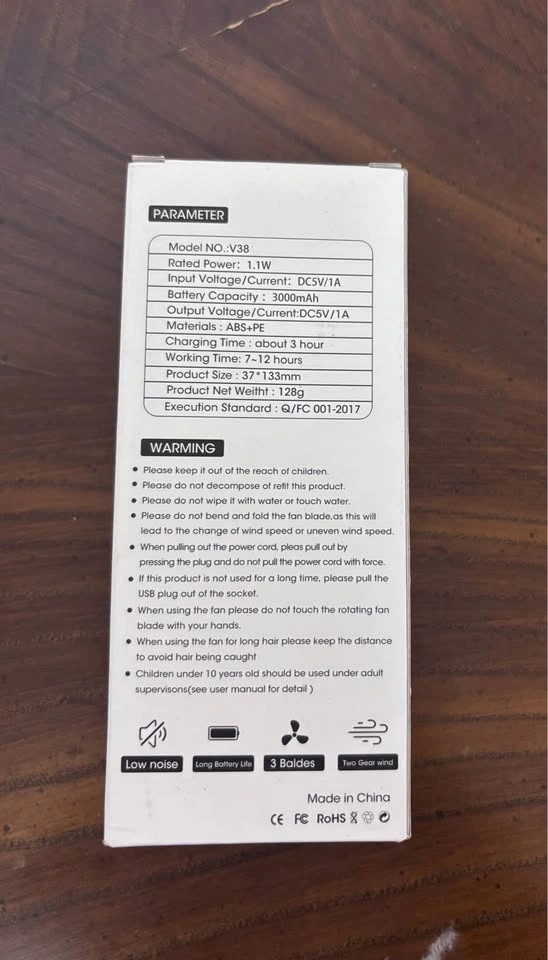 PARAMETER
Model NO.:V38
Rated Power: 1.1W
Input Voltage/Current: DC5V/1A
Battery Capacity : 3000mAh
Output Voltage/Current:DC5V/1A
Materials : ABS+PE
Charging Time : about 3 hour
Working Time: 7~12 hours
Product Size : 37*133mm
Product Net Weitht : 128g
Execution Standard : Q/FC 001-2017
WARMING
• Please keep it out of the reach of children.
• Please do not decompose of refit this product.
• Please do not wipe it with water or touch water.
• Please do not bend and fold the fan blade,as this will
lead to the change of wind speed or uneven wind speed.
• When pulling out the power cord, pleas pull out by
pressing the plug and do not pull the power cord with force.
• If this product is not used for a long time, please pull the
USB plug out of the socket.
• When using the fan please do not touch the rotating fan
blade with your hands.
• When using the fan for long hair please keep the distance
to avoid hair being caught
• Children under 10 years old should be used under adult
supervisons(see user manual for detail )
Low noise Long Battery Life 3 Baldes Two Gear wind
Made in China
CE FC RoHS